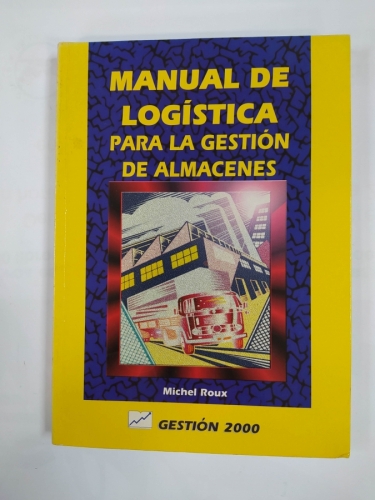 MANUAL DE
LOGÍSTICA
PARA LA GESTIÓN
DE ALMACENES
Michel Roux
GESTIÓN 2000